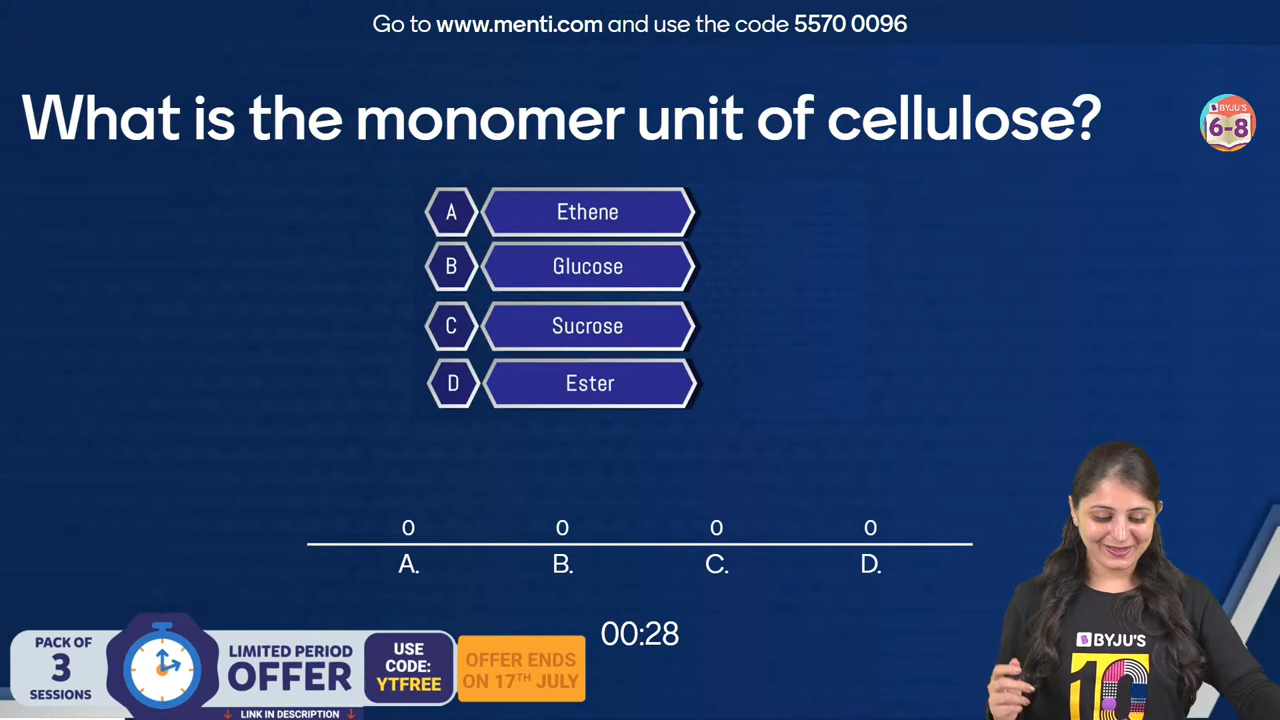 Go to www.menti.com and use the code 5570 0096
What is the monomer unit of cellulose?
BYJU'S
6-8
A Ethene
B Glucose
C Sucrose
D Ester
0 0 0 0
A. B. C. D.
00:28
PACK OF
3
SESSIONS
LIMITED PERIOD
OFFER
LINK IN DESCRIPTION
USE
CODE:
YTFREE
OFFER ENDS
ON 17TH JULY
BYJU'S
10